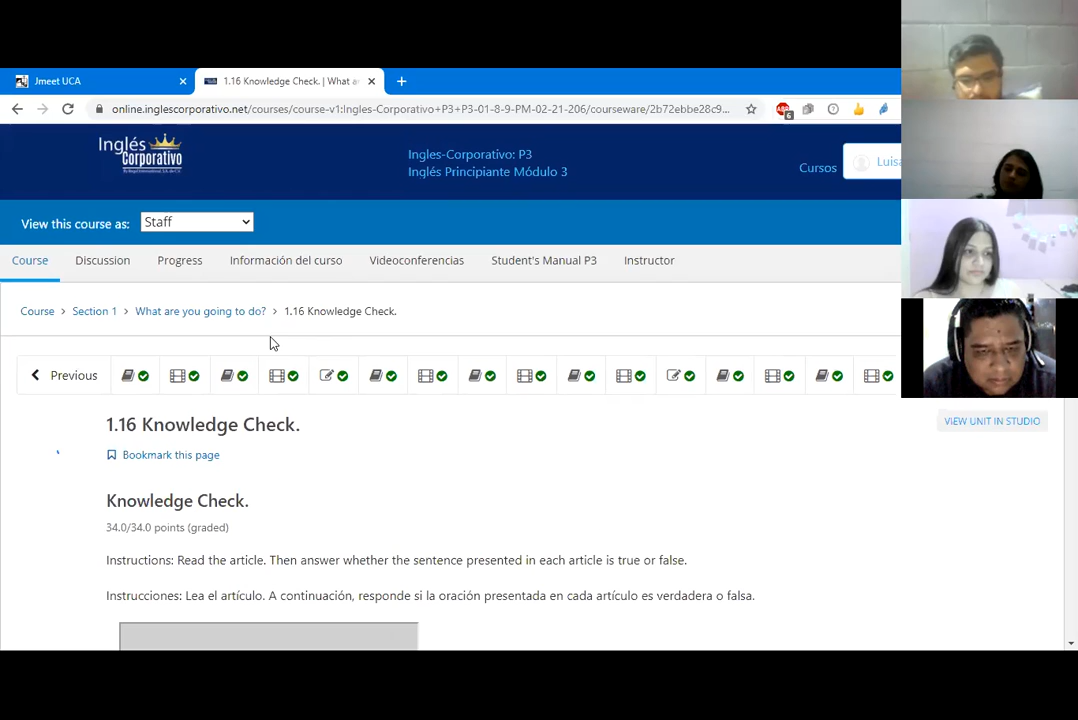 Jmeet UCA
1.16 Knowledge Check. | What a
online.inglescorporativo.net/courses/course-v1:Ingles-Corporativo+P3+P3-01-8-9-PM-02-21-206/courseware/2b72ebbe28c9...
6
Inglés
Corporativo
Ingles-Corporativo: P3
Inglés Principiante Módulo 3
Cursos
Luisa
View this course as:
Staff
Course
Discussion
Progress
Información del curso
Videoconferencias
Student's Manual P3
Instructor
Course > Section 1 > What are you going to do? > 1.16 Knowledge Check.
Previous
1.16 Knowledge Check.
VIEW UNIT IN STUDIO
Bookmark this page
Knowledge Check.
34.0/34.0 points (graded)
Instructions: Read the article. Then answer whether the sentence presented in each article is true or false.
Instrucciones: Lea el artículo. A continuación, responde si la oración presentada en cada artículo es verdadera o falsa.